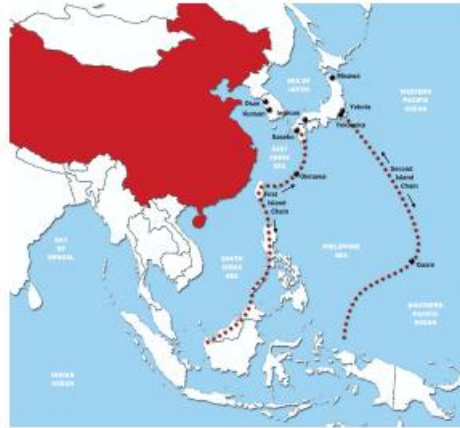 SEA OF
JAPAN
Misawa
WESTERN
PACIFIC
OCEAN
Osan
Kunsan
Yokota
Sasebo
EAST
CHINA
SEA
Okinawa
First
Island
Chain
Second
Island
Chain
BAY
OF
BENGAL
SOUTH
CHINA
SEA
PHILIPPINE
SEA
Guam
SOUTHERN
PACIFIC
OCEAN
INDIAN
OCEAN